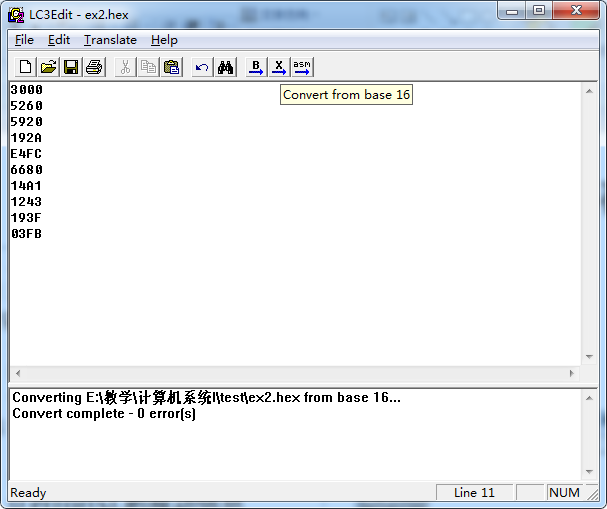 LC3Edit - ex2.hex
File Edit Translate Help
B X asm
Convert from base 16
3000
5260
5920
192A
E4FC
6680
14A1
1243
193F
03FB
Converting E:\教学\计算机系统I\test\ex2.hex from base 16...
Convert complete - 0 error(s)
Ready Line 11 NUM